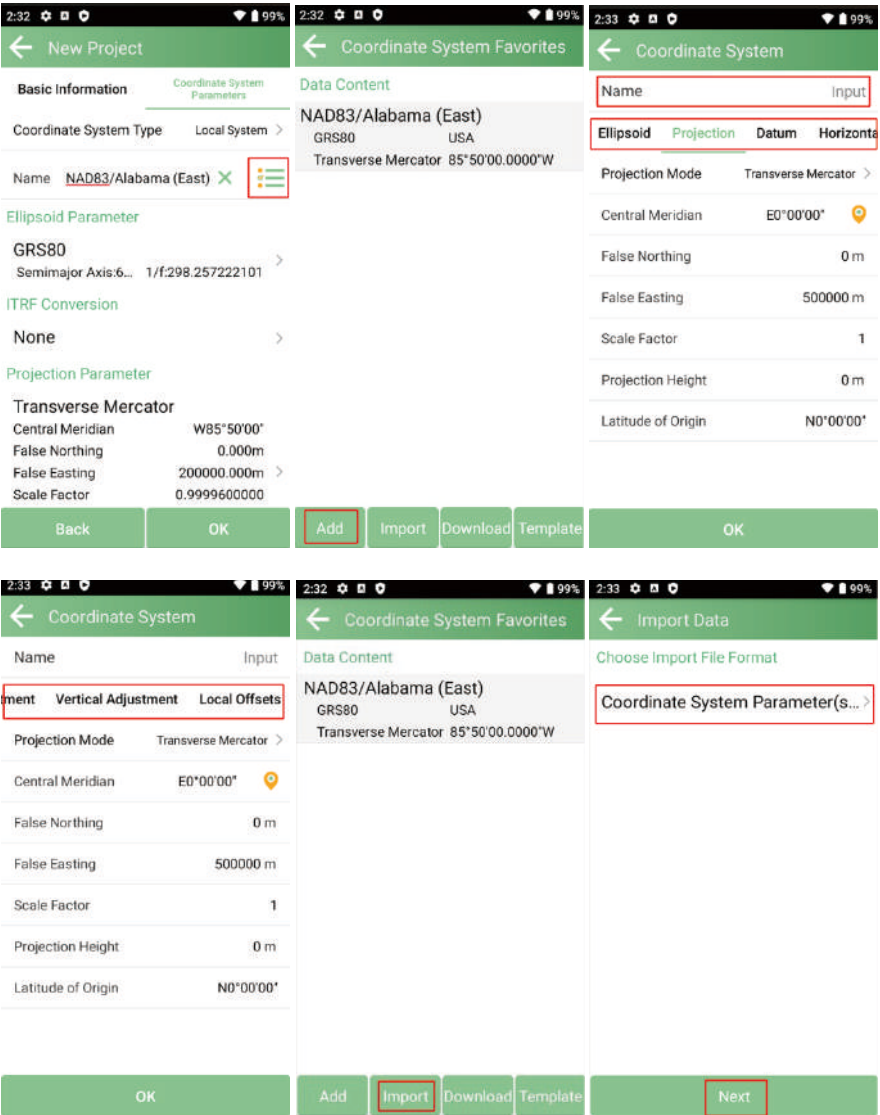 2:32 99%
New Project
Basic Information Coordinate System Parameters
Coordinate System Type Local System
Name NAD83/Alabama (East)
Ellipsoid Parameter
GRS80
Semimajor Axis:6... 1/f:298.257222101
ITRF Conversion
None
Projection Parameter
Transverse Mercator
Central Meridian W85°50'00"
False Northing 0.000m
False Easting 200000.000m
Scale Factor 0.9999600000
Back OK
2:32 99%
Coordinate System Favorites
Data Content
NAD83/Alabama (East)
GRS80 USA
Transverse Mercator 85°50'00.0000"W
Add Import Download Template
2:33 99%
Coordinate System
Name Input
Ellipsoid Projection Datum Horizonta
Projection Mode Transverse Mercator
Central Meridian E0°00'00"
False Northing 0 m
False Easting 500000 m
Scale Factor 1
Projection Height 0 m
Latitude of Origin N0°00'00"
OK
2:33 99%
Coordinate System
Name Input
tment Vertical Adjustment Local Offsets
Projection Mode Transverse Mercator
Central Meridian E0°00'00"
False Northing 0 m
False Easting 500000 m
Scale Factor 1
Projection Height 0 m
Latitude of Origin N0°00'00"
OK
2:32 99%
Coordinate System Favorites
Data Content
NAD83/Alabama (East)
GRS80 USA
Transverse Mercator 85°50'00.0000"W
Add Import Download Template
2:33 99%
Import Data
Choose Import File Format
Coordinate System Parameter(s...
Next